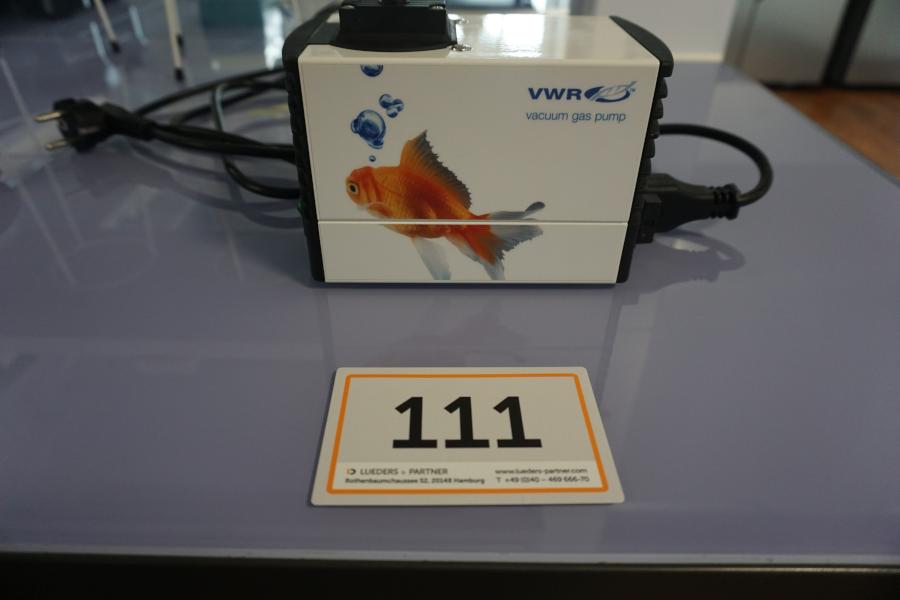 VWR
vacuum gas pump
111
LUEDERS & PARTNER
Rothenbaumchaussee 52, 20148 Hamburg
www.lueders-partner.com
T +49 (0)40 – 469 666-70